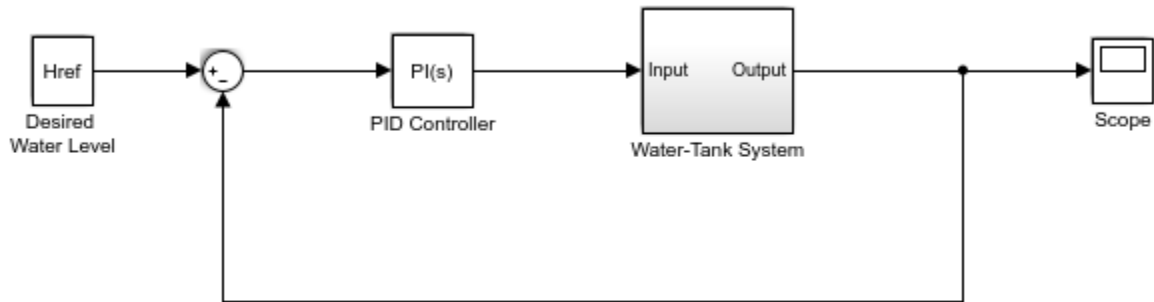 Href
Desired
Water Level
+
−
PI(s)
PID Controller
Input
Output
Water-Tank System
Scope